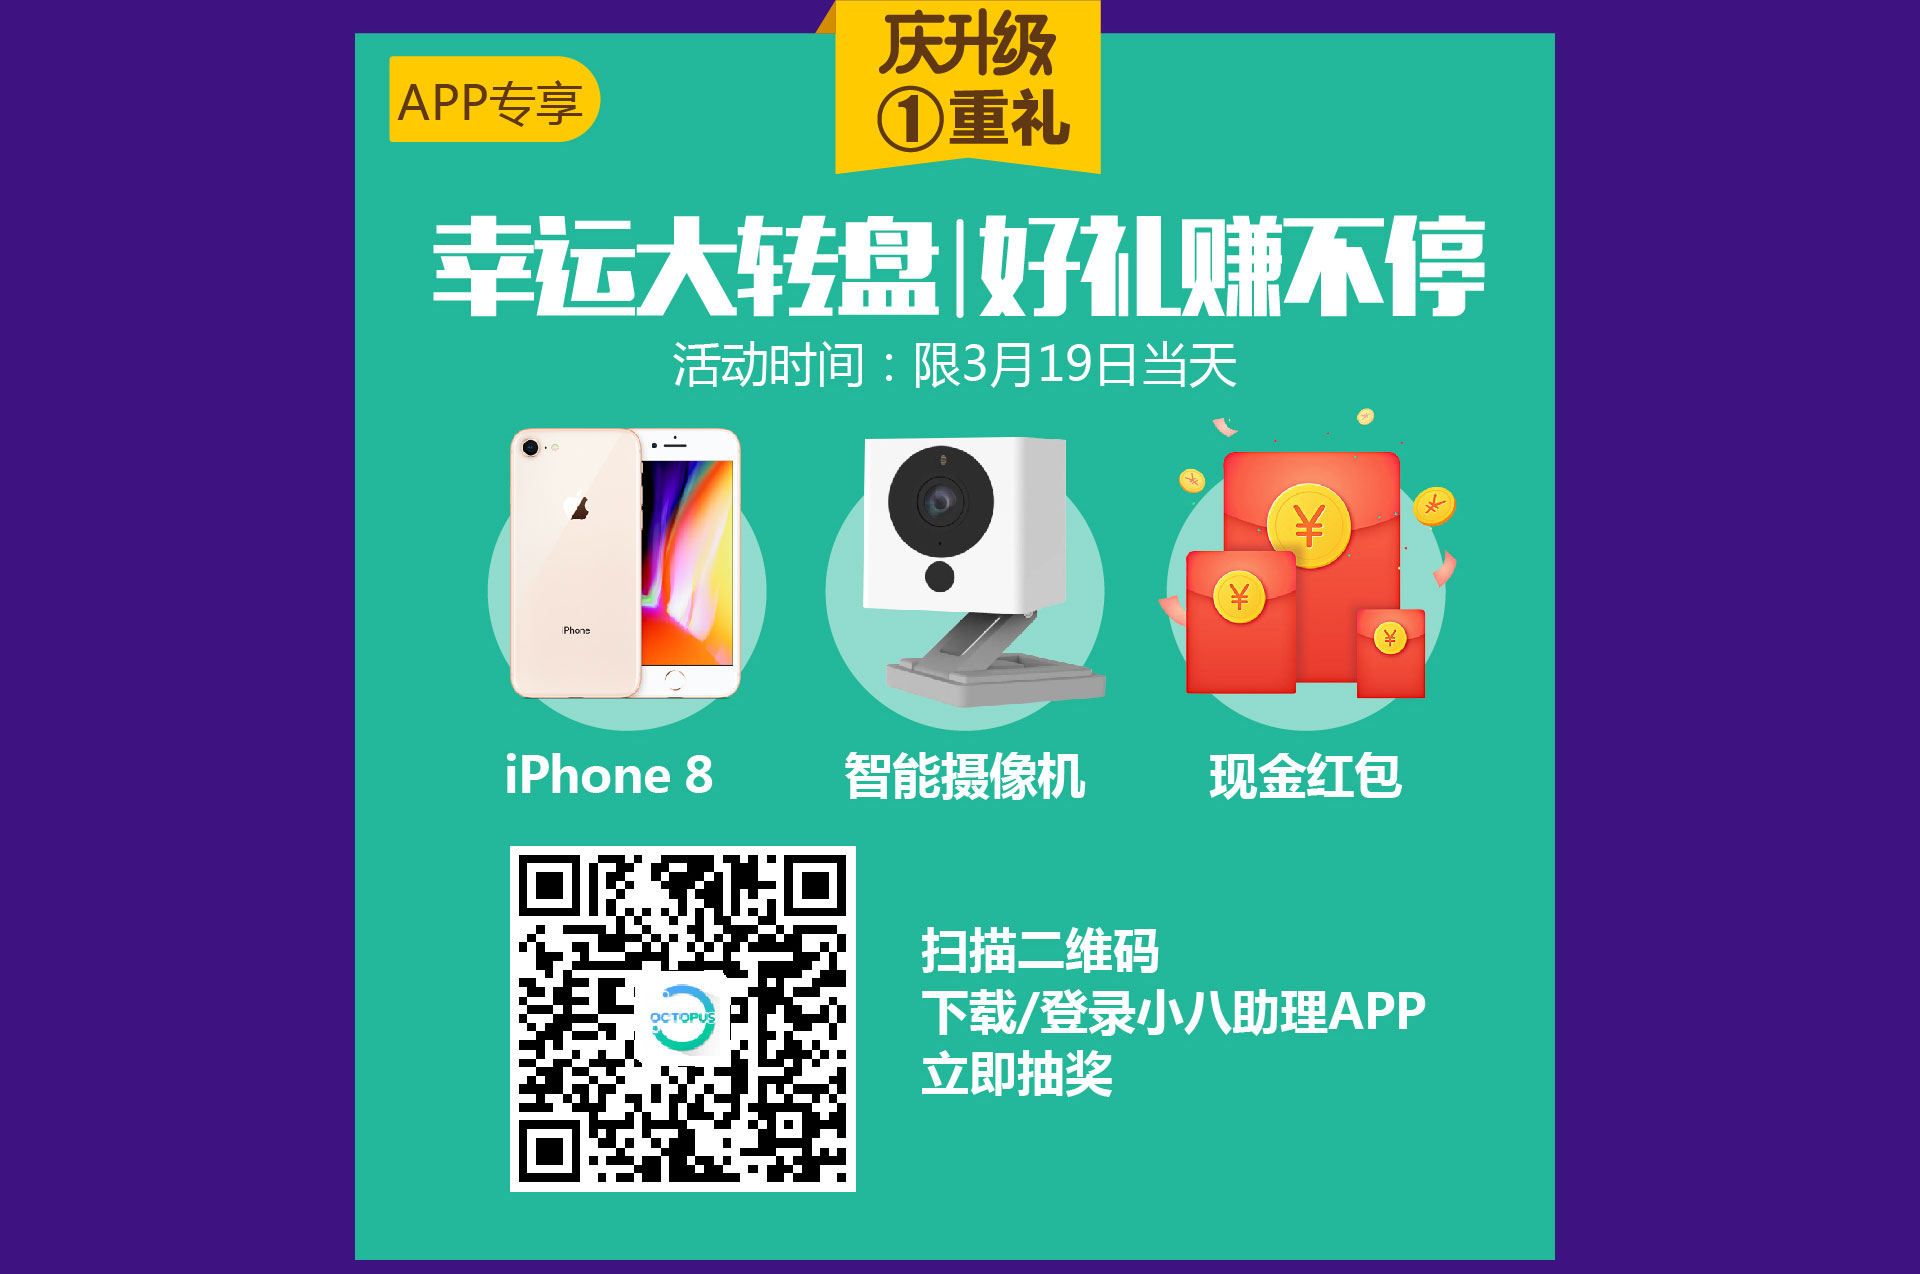 庆升级
①重礼
APP专享
幸运大转盘|好礼赚不停
活动时间：限3月19日当天
iPhone
¥
¥
¥
iPhone 8
智能摄像机
现金红包
OCTOPUS
扫描二维码
下载/登录小八助理APP
立即抽奖